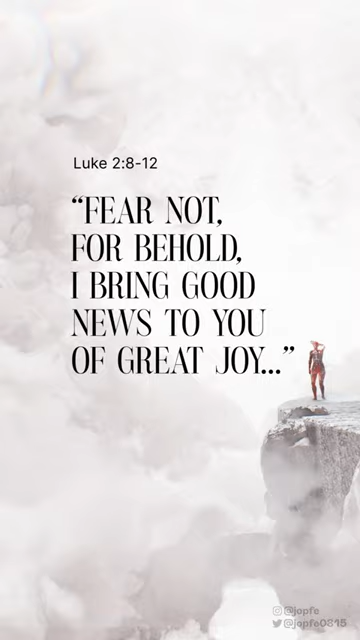 Luke 2:8-12
“FEAR NOT,
FOR BEHOLD,
I BRING GOOD
NEWS TO YOU
OF GREAT JOY...”
@jopfe
@jopfe0815